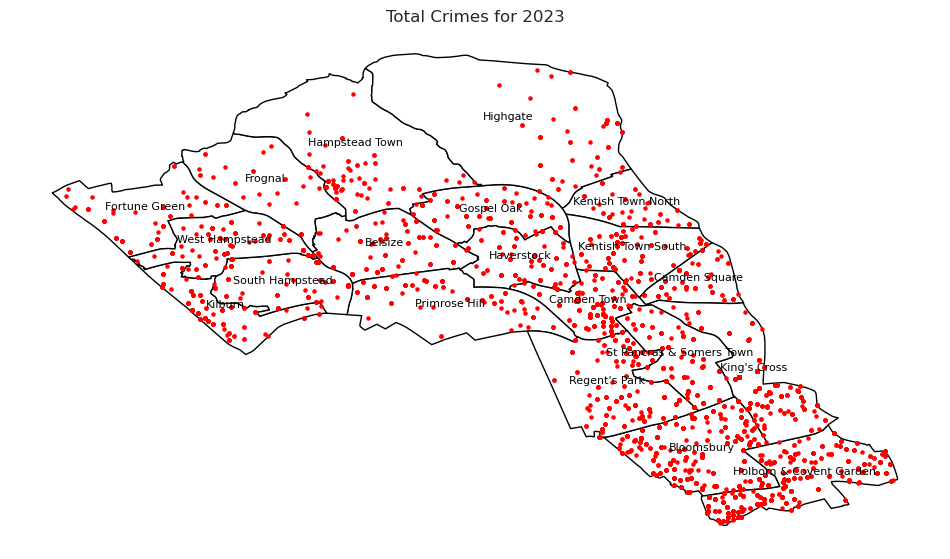 Total Crimes for 2023
Highgate
Hampstead Town
Frognal
Kentish Town North
Fortune Green
Gospel Oak
West Hampstead
Belsize
Kentish Town South
Haverstock
Camden Square
South Hampstead
Camden Town
Primrose Hill
Kilburn
St Pancras & Somers Town
King's Cross
Regent's Park
Bloomsbury
Holborn & Covent Garden